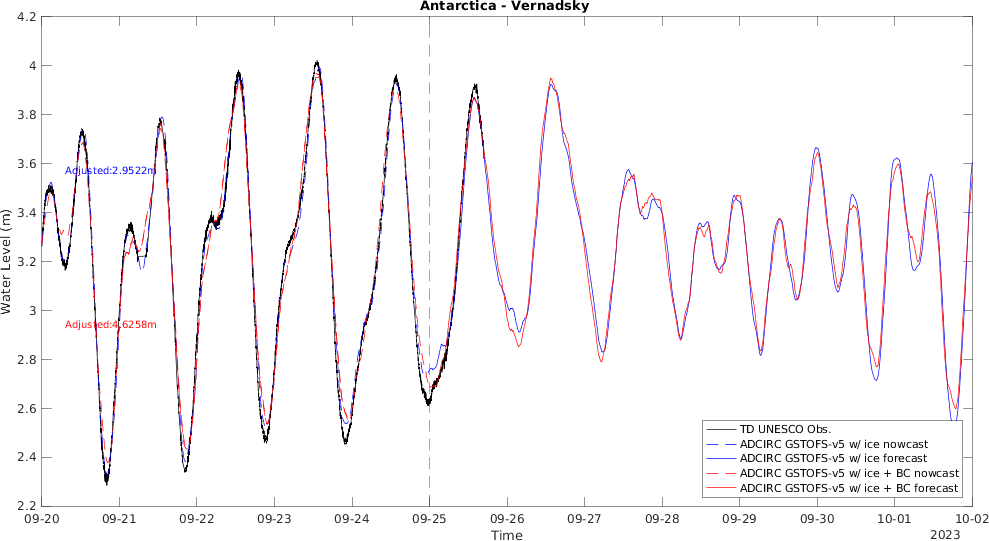 Antarctica - Vernadsky
4.2
4
3.8
3.6
3.4
3.2
3
2.8
2.6
2.4
2.2
Water Level (m)
Adjusted:2.9522m
Adjusted:4.6258m
TD UNESCO Obs.
ADCIRC GSTOFS-v5 w/ ice nowcast
ADCIRC GSTOFS-v5 w/ ice forecast
ADCIRC GSTOFS-v5 w/ ice + BC nowcast
ADCIRC GSTOFS-v5 w/ ice + BC forecast
09-20 09-21 09-22 09-23 09-24 09-25 09-26 09-27 09-28 09-29 09-30 10-01 10-02
Time
2023